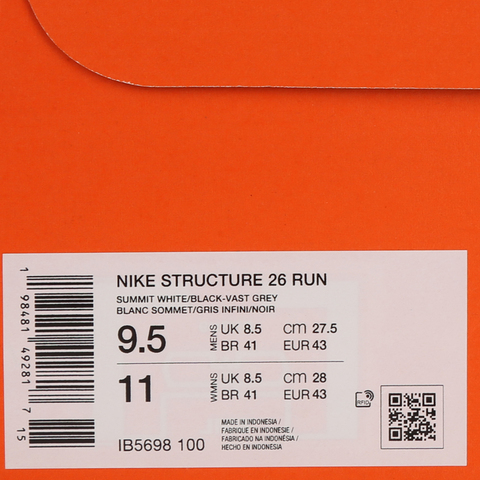 NIKE STRUCTURE 26 RUN
SUMMIT WHITE/BLACK-VAST GREY
BLANC SOMMET/GRIS INFINI/NOIR
9.5 MENS UK 8.5 CM 27.5
BR 41 EUR 43
11 WMNS UK 8.5 CM 28
BR 41 EUR 43
IB5698 100
MADE IN INDONESIA /
FABRIQUE EN INDONESIE /
FABRICADO NA INDONÉSIA /
HECHO EN INDONESIA
RFID
1 98481 49281 7 15